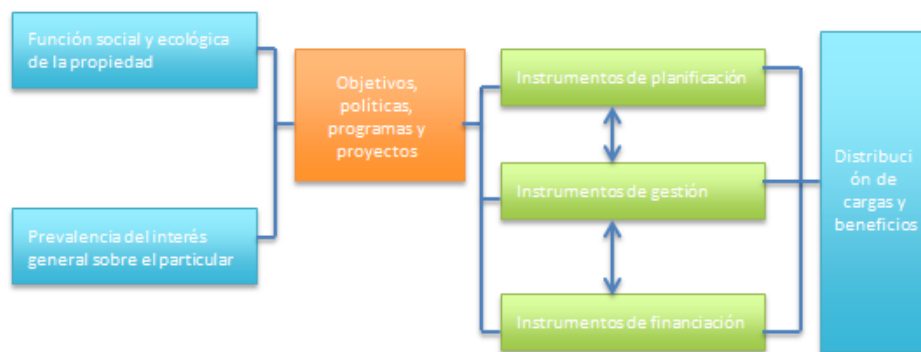 Función social y ecológica
de la propiedad
Objetivos,
políticas,
programas y
proyectos
Prevalencia del interés
general sobre el particular
Instrumentos de planificación
Instrumentos de gestión
Instrumentos de financiación
Distribuci
ón de
cargas y
beneficios